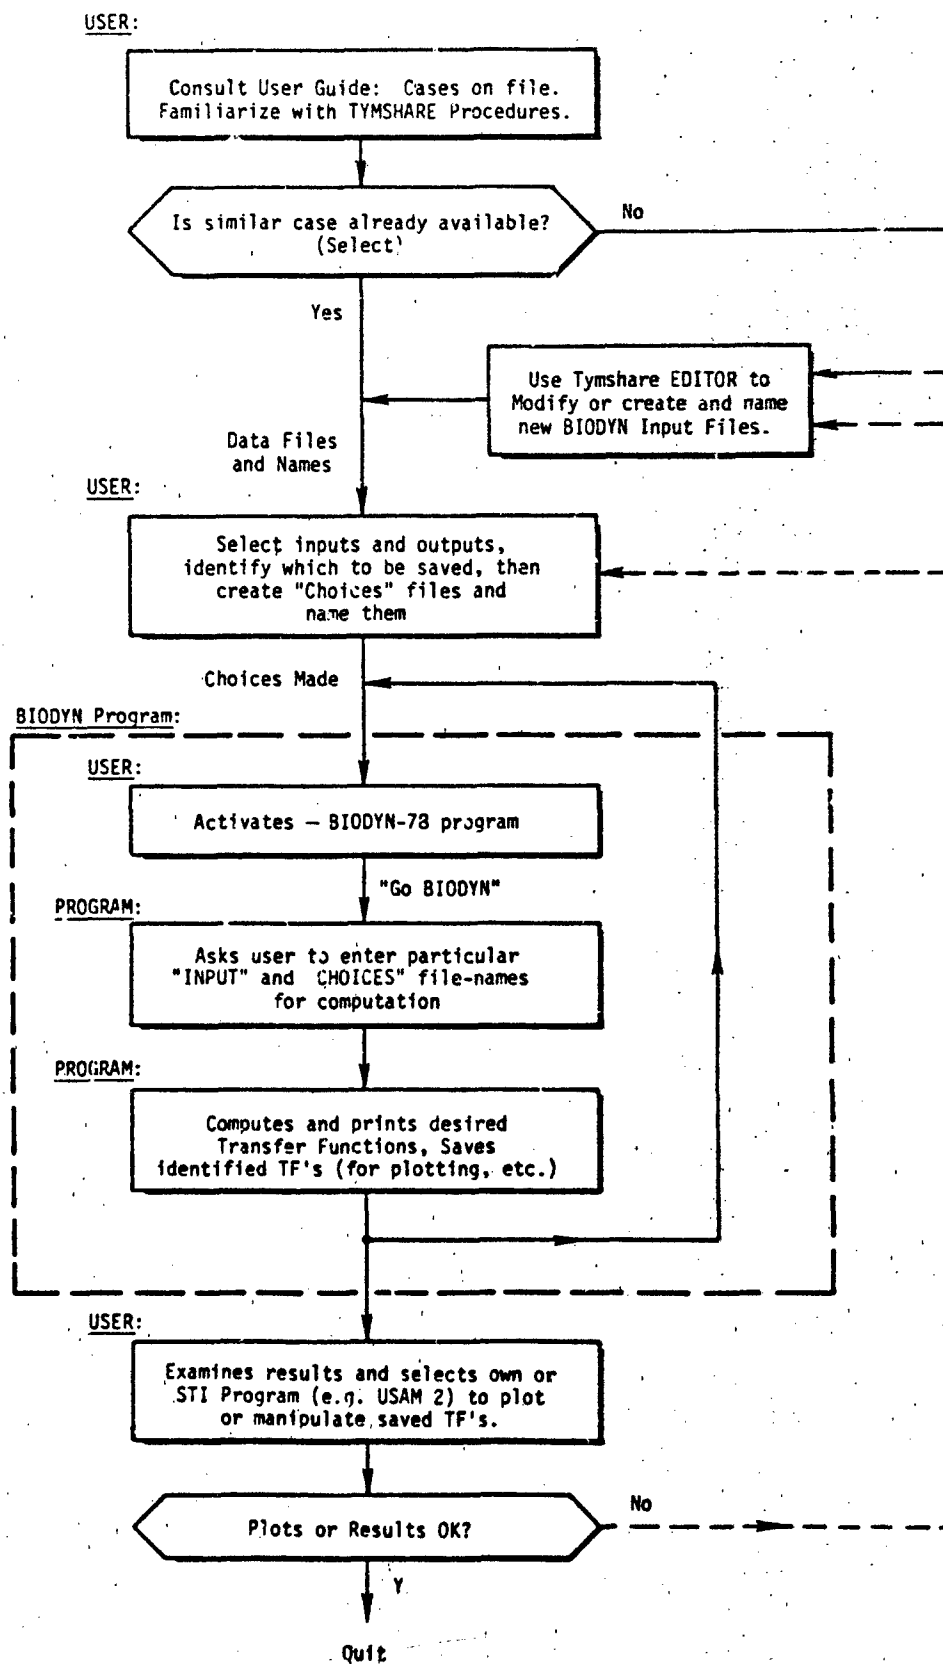 USER:
Consult User Guide: Cases on file.
Familiarize with TYMSHARE Procedures.
Is similar case already available?
(Select)
No
Yes
Use Tymshare EDITOR to
Modify or create and name
new BIODYN Input Files.
Data Files
and Names
USER:
Select inputs and outputs,
identify which to be saved, then
create "Choices" files and
name them
Choices Made
BIODYN Program:
USER:
Activates — BIODYN-78 program
"Go BIODYN"
PROGRAM:
Asks user to enter particular
"INPUT" and CHOICES" file-names
for computation
PROGRAM:
Computes and prints desired
Transfer Functions, Saves
identified TF's (for plotting, etc.)
USER:
Examines results and selects own or
STI Program (e.g. USAM 2) to plot
or manipulate saved TF's.
Plots or Results OK?
No
Y
Quit